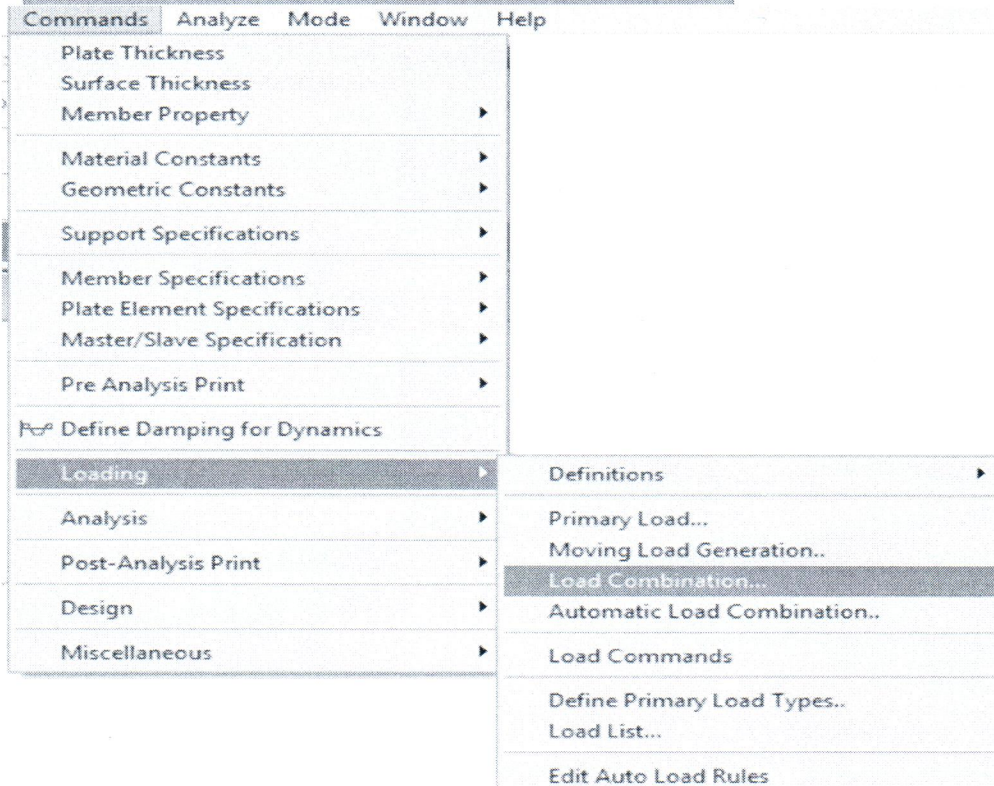 Commands Analyze Mode Window Help
Plate Thickness
Surface Thickness
Member Property
Material Constants
Geometric Constants
Support Specifications
Member Specifications
Plate Element Specifications
Master/Slave Specification
Pre Analysis Print
Define Damping for Dynamics
Loading
Analysis
Post-Analysis Print
Design
Miscellaneous
Definitions
Primary Load...
Moving Load Generation..
Load Combination...
Automatic Load Combination..
Load Commands
Define Primary Load Types..
Load List...
Edit Auto Load Rules